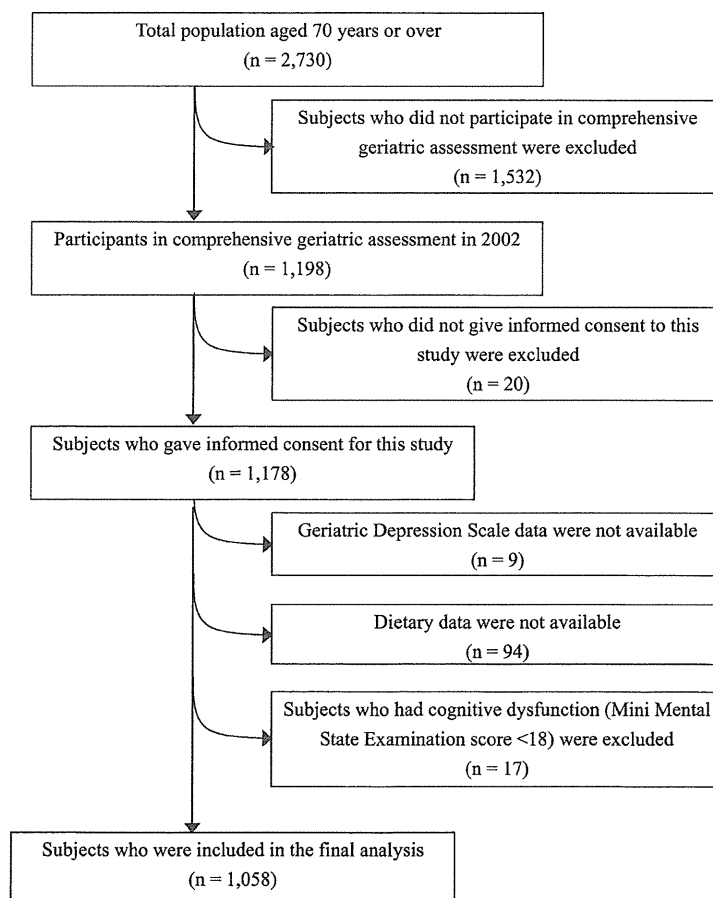 Total population aged 70 years or over
(n = 2,730)
Subjects who did not participate in comprehensive
geriatric assessment were excluded
(n = 1,532)
Participants in comprehensive geriatric assessment in 2002
(n = 1,198)
Subjects who did not give informed consent to this
study were excluded
(n = 20)
Subjects who gave informed consent for this study
(n = 1,178)
Geriatric Depression Scale data were not available
(n = 9)
Dietary data were not available
(n = 94)
Subjects who had cognitive dysfunction (Mini Mental
State Examination score <18) were excluded
(n = 17)
Subjects who were included in the final analysis
(n = 1,058)